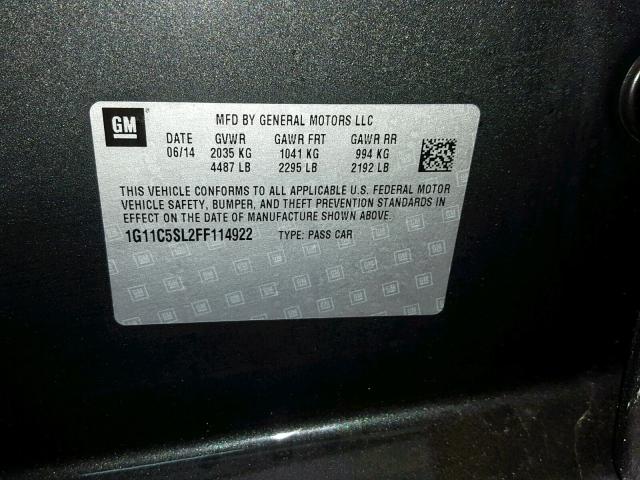 GM
MFD BY GENERAL MOTORS LLC
DATE GVWR GAWR FRT GAWR RR
06/14 2035 KG 1041 KG 994 KG
4487 LB 2295 LB 2192 LB
THIS VEHICLE CONFORMS TO ALL APPLICABLE U.S. FEDERAL MOTOR
VEHICLE SAFETY, BUMPER, AND THEFT PREVENTION STANDARDS IN
EFFECT ON THE DATE OF MANUFACTURE SHOWN ABOVE.
1G11C5SL2FF114922 TYPE: PASS CAR